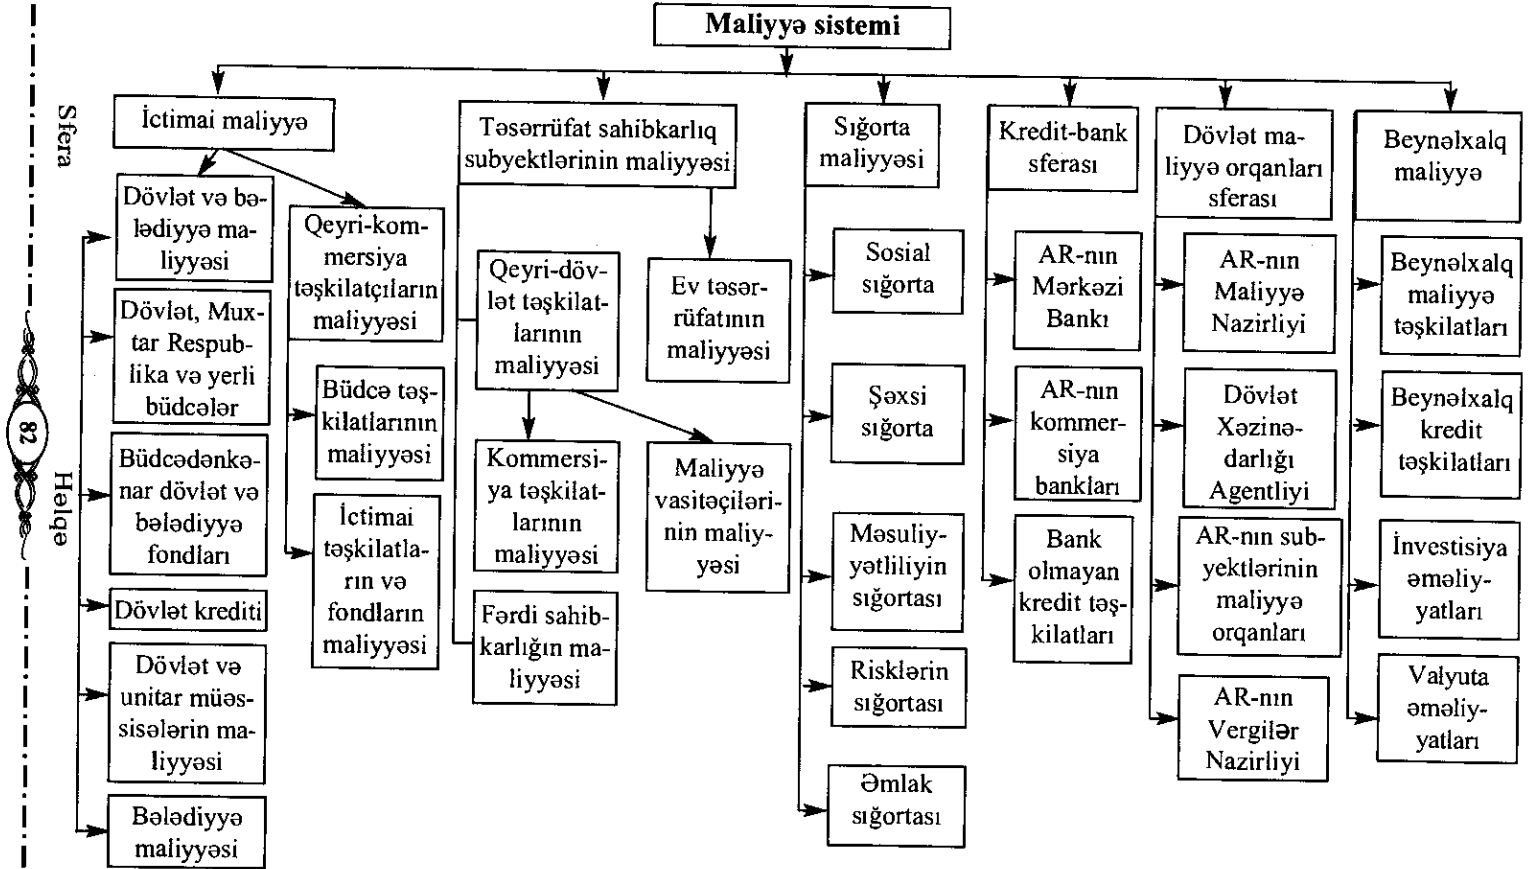 Maliyyə sistemi
Sfera
Həlqə
82
İctimai maliyyə
Dövlət və bə-
lədiyyə ma-
liyyəsi
Dövlət, Mux-
tar Respub-
lika və yerli
büdcələr
Büdcədənkə-
nar dövlət və
bələdiyyə
fondları
Dövlət krediti
Dövlət və
unitar müəs-
sisələrin ma-
liyyəsi
Bələdiyyə
maliyyəsi
Qeyri-kom-
mersiya
təşkilatçıların
maliyyəsi
Büdcə təş-
kilatlarının
maliyyəsi
İctimai
təşkilatla-
rın və
fondların
maliyyəsi
Təsərrüfat sahibkarlıq
subyektlərinin maliyyəsi
Qeyri-döv-
lət təşkilat-
larının
maliyyəsi
Kommersi-
ya təşkilat-
larının
maliyyəsi
Fərdi sahib-
karlığın ma-
liyyəsi
Ev təsər-
rüfatının
maliyyəsi
Maliyyə
vasitəçiləri-
nin maliy-
yəsi
Sığorta
maliyyəsi
Sosial
sığorta
Şəxsi
sığorta
Məsuliy-
yətliliyin
sığortası
Risklərin
sığortası
Əmlak
sığortası
Kredit-bank
sferası
AR-nın
Mərkəzi
Bankı
AR-nın
kommer-
siya
bankları
Bank
olmayan
kredit təş-
kilatları
Dövlət ma-
liyyə orqanları
sferası
AR-nın
Maliyyə
Nazirliyi
Dövlət
Xəzinə-
darlığı
Agentliyi
AR-nın sub-
yektlərinin
maliyyə
orqanları
AR-nın
Vergilər
Nazirliyi
Beynəlxalq
maliyyə
Beynəlxalq
maliyyə
təşkilatları
Beynəlxalq
kredit
təşkilatları
İnvestisiya
əməliy-
yatları
Valyuta
əməliy-
yatları